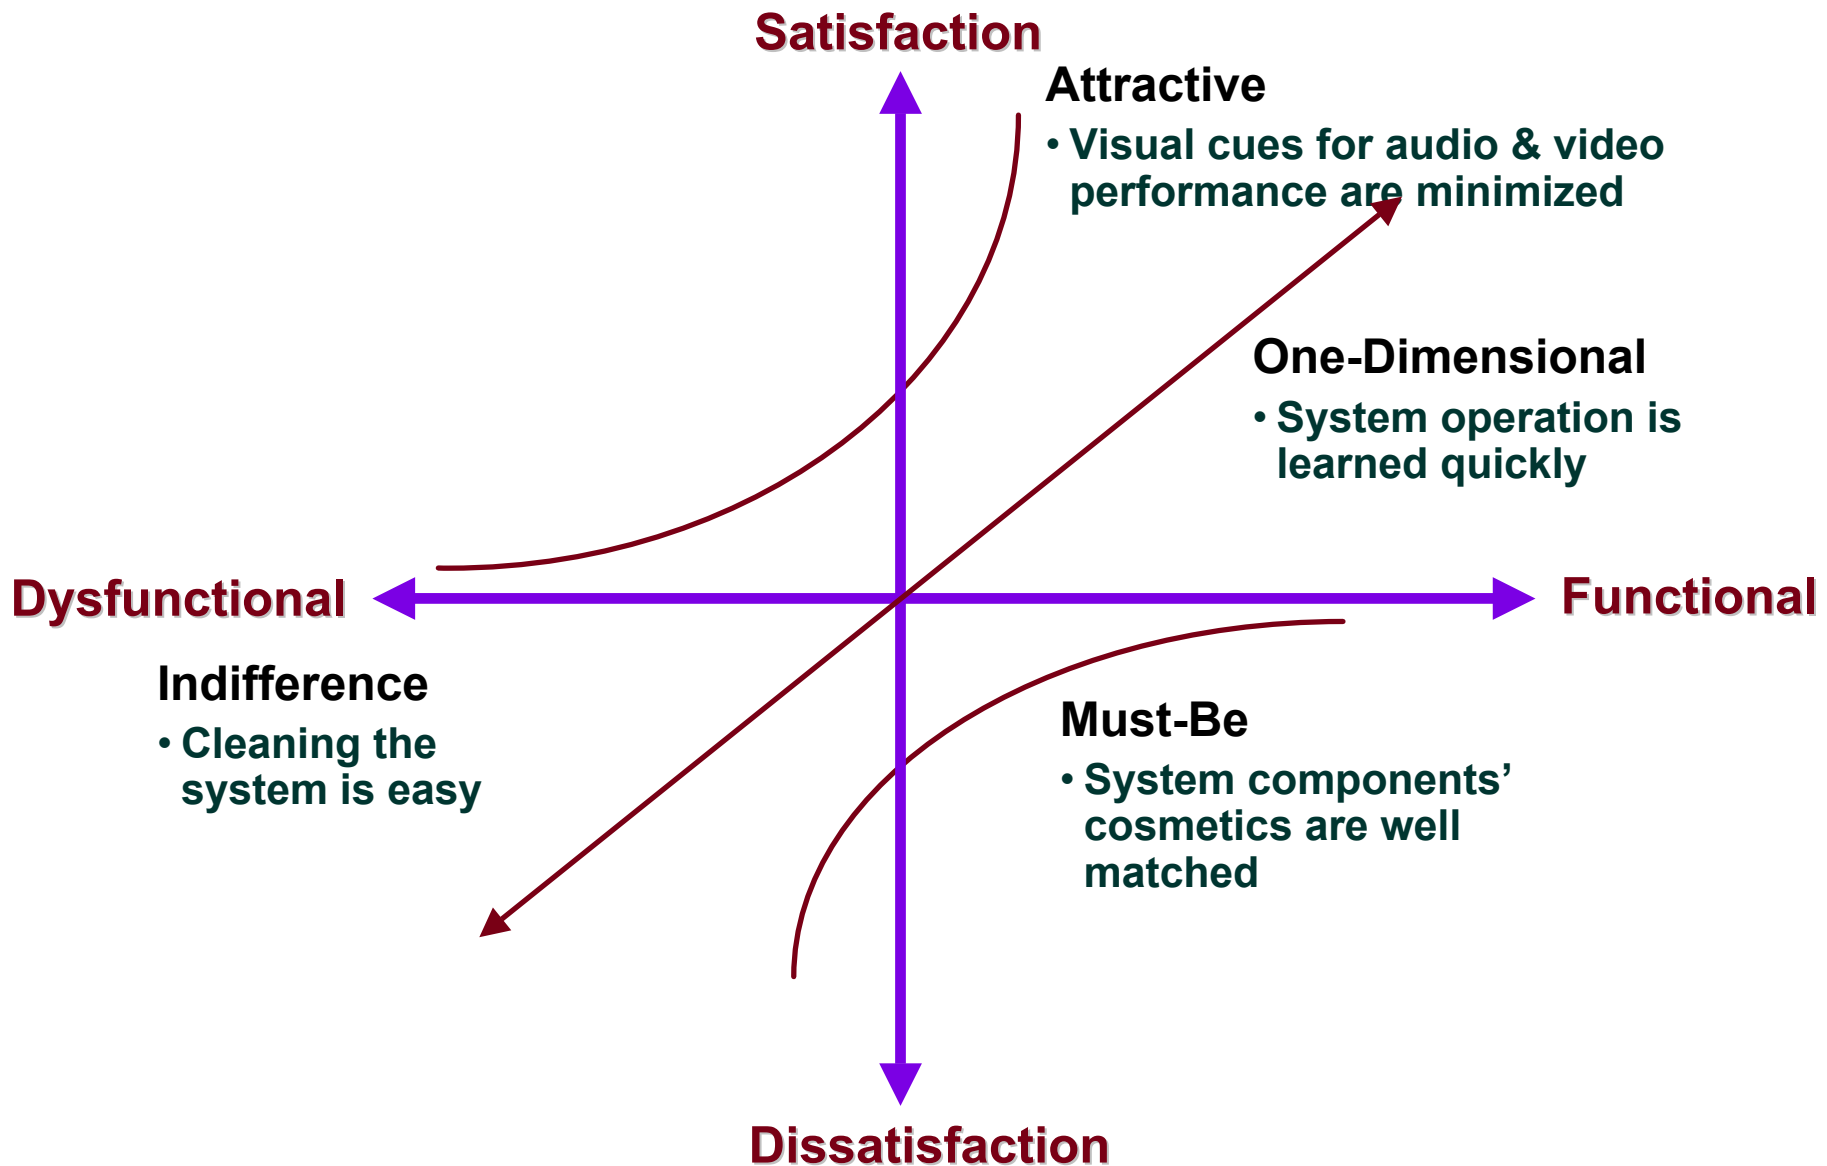 Satisfaction
Attractive
• Visual cues for audio & video
performance are minimized
One-Dimensional
• System operation is
learned quickly
Dysfunctional
Functional
Indifference
• Cleaning the
system is easy
Must-Be
• System components’
cosmetics are well
matched
Dissatisfaction